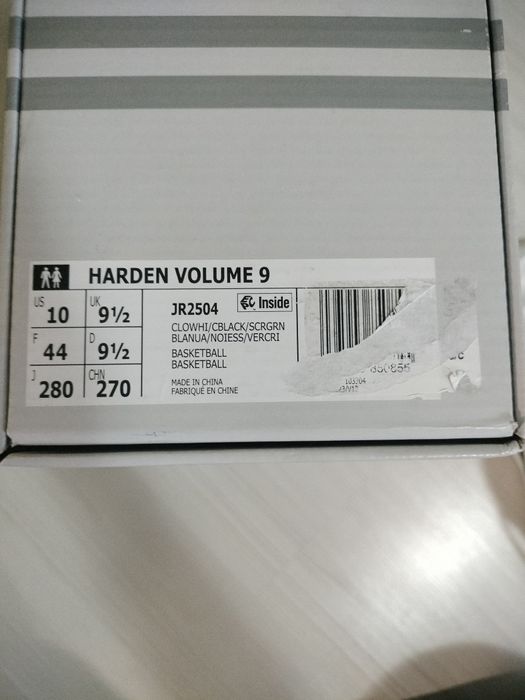 HARDEN VOLUME 9
US 10 UK 9½
F 44 D 9½
J 280 CHN 270
JR2504 Inside
CLOWHI/CBLACK/SCRGRN
BLANUA/NOIESS/VERCRI
BASKETBALL
BASKETBALL
MADE IN CHINA
FABRIQUÉ EN CHINE